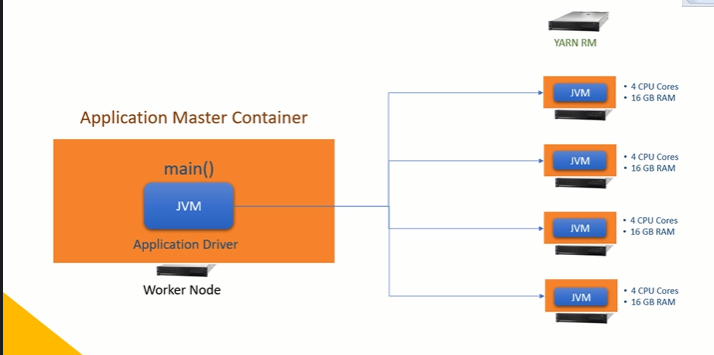 YARN RM
Application Master Container
main()
JVM
Application Driver
Worker Node
JVM
• 4 CPU Cores
• 16 GB RAM
JVM
• 4 CPU Cores
• 16 GB RAM
JVM
• 4 CPU Cores
• 16 GB RAM
JVM
• 4 CPU Cores
• 16 GB RAM